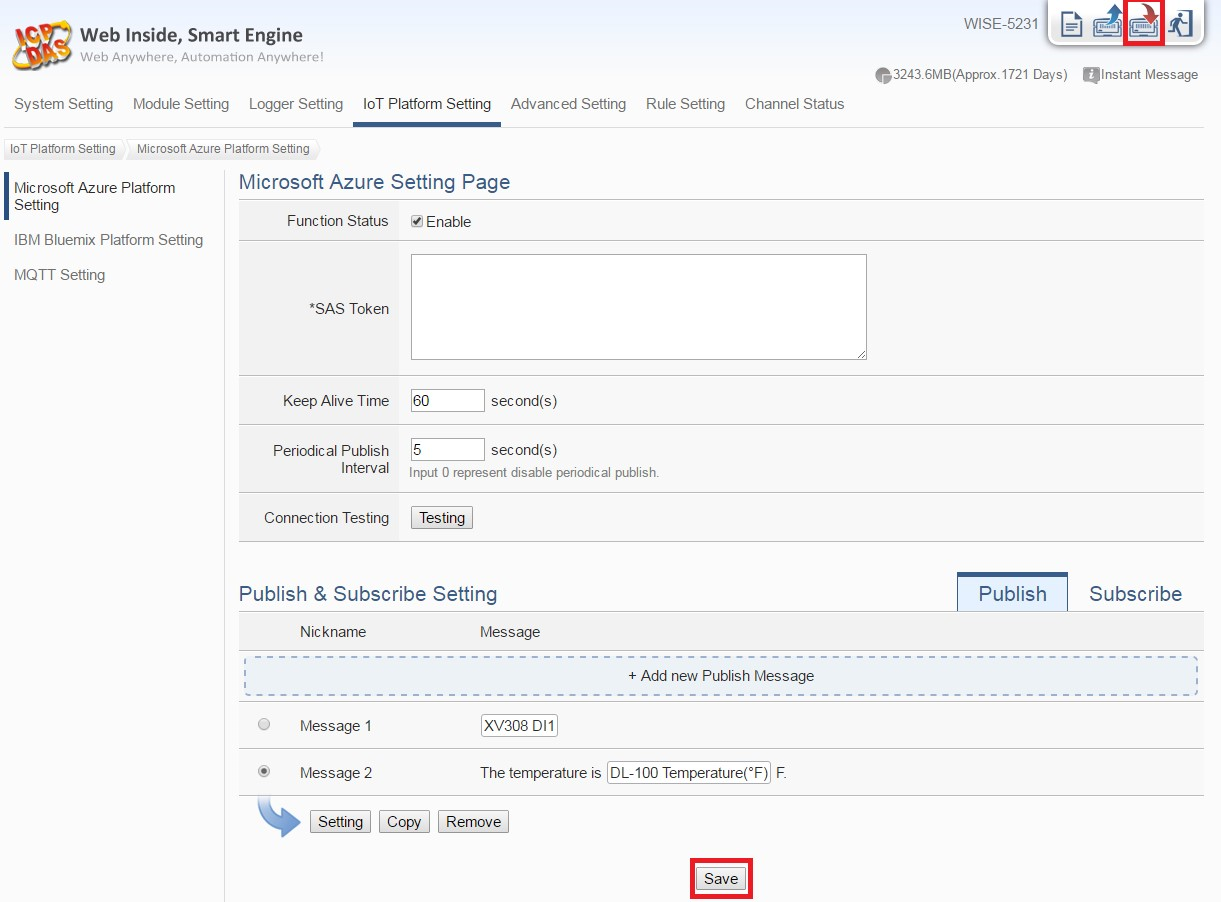 ICP DAS
Web Inside, Smart Engine
Web Anywhere, Automation Anywhere!
WISE-5231
3243.6MB(Approx.1721 Days) Instant Message
System Setting Module Setting Logger Setting IoT Platform Setting Advanced Setting Rule Setting Channel Status
IoT Platform Setting Microsoft Azure Platform Setting
Microsoft Azure Platform
Setting
IBM Bluemix Platform Setting
MQTT Setting
Microsoft Azure Setting Page
Function Status Enable
*SAS Token
Keep Alive Time 60 second(s)
Periodical Publish
Interval
5 second(s)
Input 0 represent disable periodical publish.
Connection Testing Testing
Publish & Subscribe Setting Publish Subscribe
Nickname Message
+ Add new Publish Message
Message 1 XV308 DI1
Message 2 The temperature is DL-100 Temperature(°F) F.
Setting Copy Remove
Save